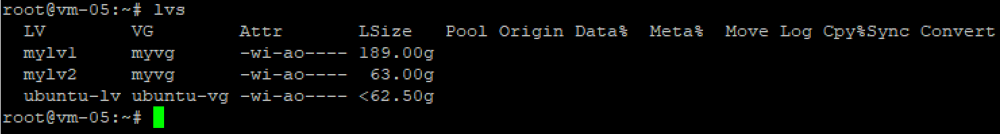 root@vm-05:~# lvs
  LV        VG        Attr       LSize   Pool Origin Data%  Meta%  Move Log Cpy%Sync Convert
  mylv1     myvg      -wi-ao---- 189.00g
  mylv2     myvg      -wi-ao----  63.00g
  ubuntu-lv ubuntu-vg -wi-ao---- <62.50g
root@vm-05:~#